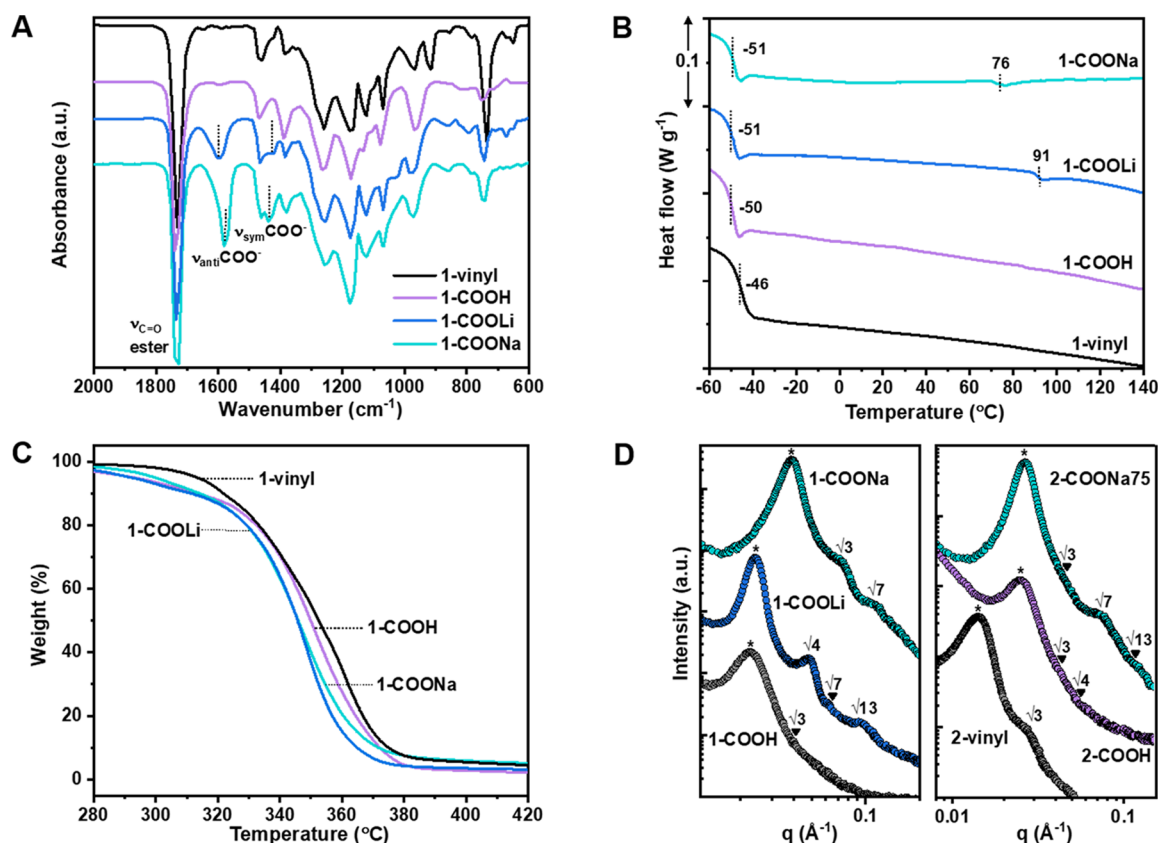 A
Absorbance (a.u.)
ν_C=O
ester
ν_antiCOO⁻
ν_symCOO⁻
1-vinyl
1-COOH
1-COOLi
1-COONa
2000 1800 1600 1400 1200 1000 800 600
Wavenumber (cm⁻¹)
B
Heat flow (W g⁻¹)
0.1
-51
76
1-COONa
-51
91
1-COOLi
-50
1-COOH
-46
1-vinyl
-60 -40 -20 0 20 40 60 80 100 120 140
Temperature (°C)
C
Weight (%)
100
80
60
40
20
0
1-vinyl
1-COOLi
1-COOH
1-COONa
280 300 320 340 360 380 400 420
Temperature (°C)
D
Intensity (a.u.)
*
1-COONa
√3
√7
*
1-COOLi
√4
√7
√13
*
√3
1-COOH
0.1
q (Å⁻¹)
*
2-COONa75
√3
√7
√13
*
√3
√4
2-COOH
*
2-vinyl
√3
0.01 0.1
q (Å⁻¹)